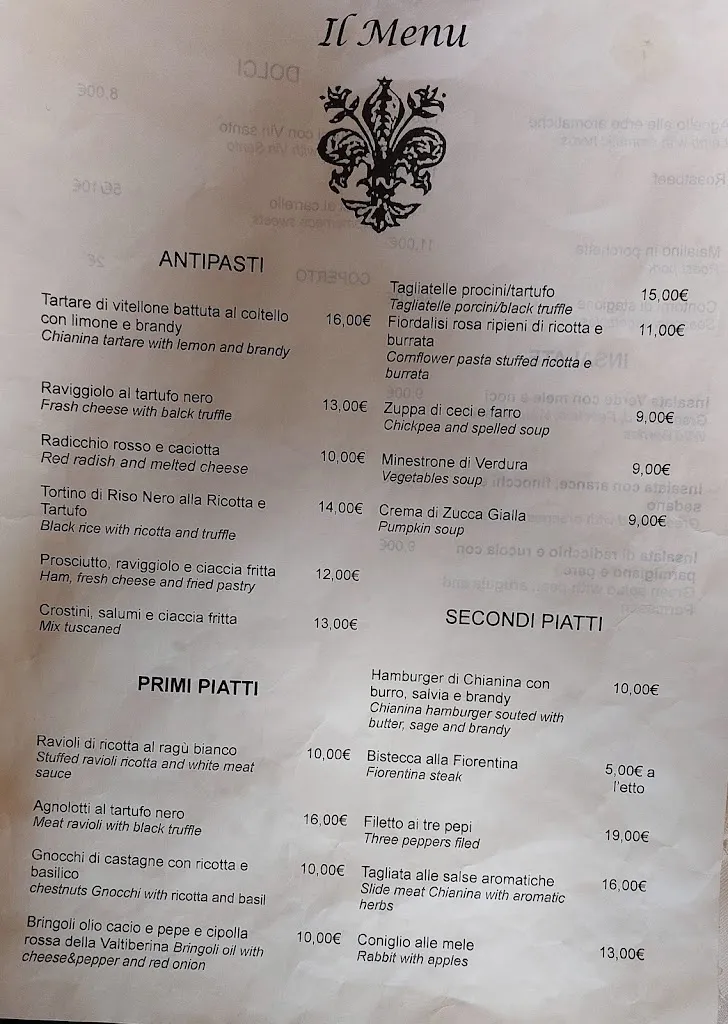 Il Menu
ANTIPASTI
Tartare di vitellone battuta al coltello
con limone e brandy 16,00€
Chianina tartare with lemon and brandy
Raviggiolo al tartufo nero 13,00€
Frash cheese with balck truffle
Radicchio rosso e caciotta 10,00€
Red radish and melted cheese
Tortino di Riso Nero alla Ricotta e 14,00€
Tartufo
Black rice with ricotta and truffle
Prosciutto, raviggiolo e ciaccia fritta 12,00€
Ham, fresh cheese and fried pastry
Crostini, salumi e ciaccia fritta 13,00€
Mix tuscaned
PRIMI PIATTI
Ravioli di ricotta al ragù bianco 10,00€
Stuffed ravioli ricotta and white meat
sauce
Agnolotti al tartufo nero 16,00€
Meat ravioli with black truffle
Gnocchi di castagne con ricotta e 10,00€
basilico
chestnuts Gnocchi with ricotta and basil
Bringoli olio cacio e pepe e cipolla 10,00€
rossa della Valtiberina Bringoli oil with
cheese&pepper and red onion
Tagliatelle procini/tartufo 15,00€
Tagliatelle porcini/black truffle
Fiordalisi rosa ripieni di ricotta e 11,00€
burrata
Cornflower pasta stuffed ricotta e
burrata
Zuppa di ceci e farro 9,00€
Chickpea and spelled soup
Minestrone di Verdura 9,00€
Vegetables soup
Crema di Zucca Gialla 9,00€
Pumpkin soup
SECONDI PIATTI
Hamburger di Chianina con 10,00€
burro, salvia e brandy
Chianina hamburger souted with
butter, sage and brandy
Bistecca alla Fiorentina 5,00€ a
Fiorentina steak l'etto
Filetto ai tre pepi 19,00€
Three peppers filed
Tagliata alle salse aromatiche 16,00€
Slide meat Chianina with aromatic
herbs
Coniglio alle mele 13,00€
Rabbit with apples